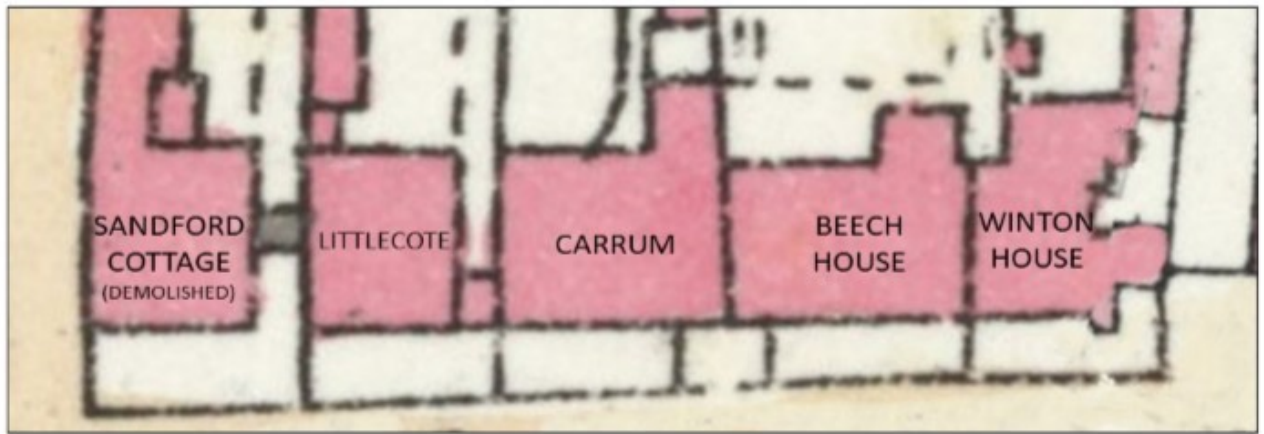 SANDFORD
COTTAGE
(DEMOLISHED)
LITTLECOTE
CARRUM
BEECH
HOUSE
WINTON
HOUSE